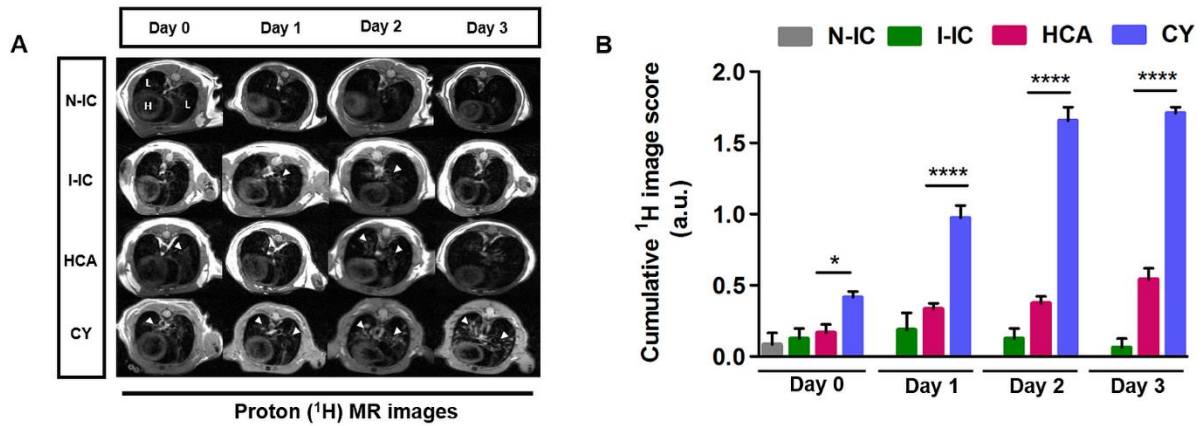 A
Day 0 Day 1 Day 2 Day 3
N-IC
L
H
L
I-IC
HCA
CY
Proton (¹H) MR images
B
N-IC I-IC HCA CY
Cumulative ¹H image score
(a.u.)
2.0
1.5
1.0
0.5
0.0
*
****
****
****
Day 0 Day 1 Day 2 Day 3